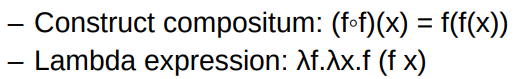 – Construct compositum: (f∘f)(x) = f(f(x))
– Lambda expression: λf.λx.f (f x)